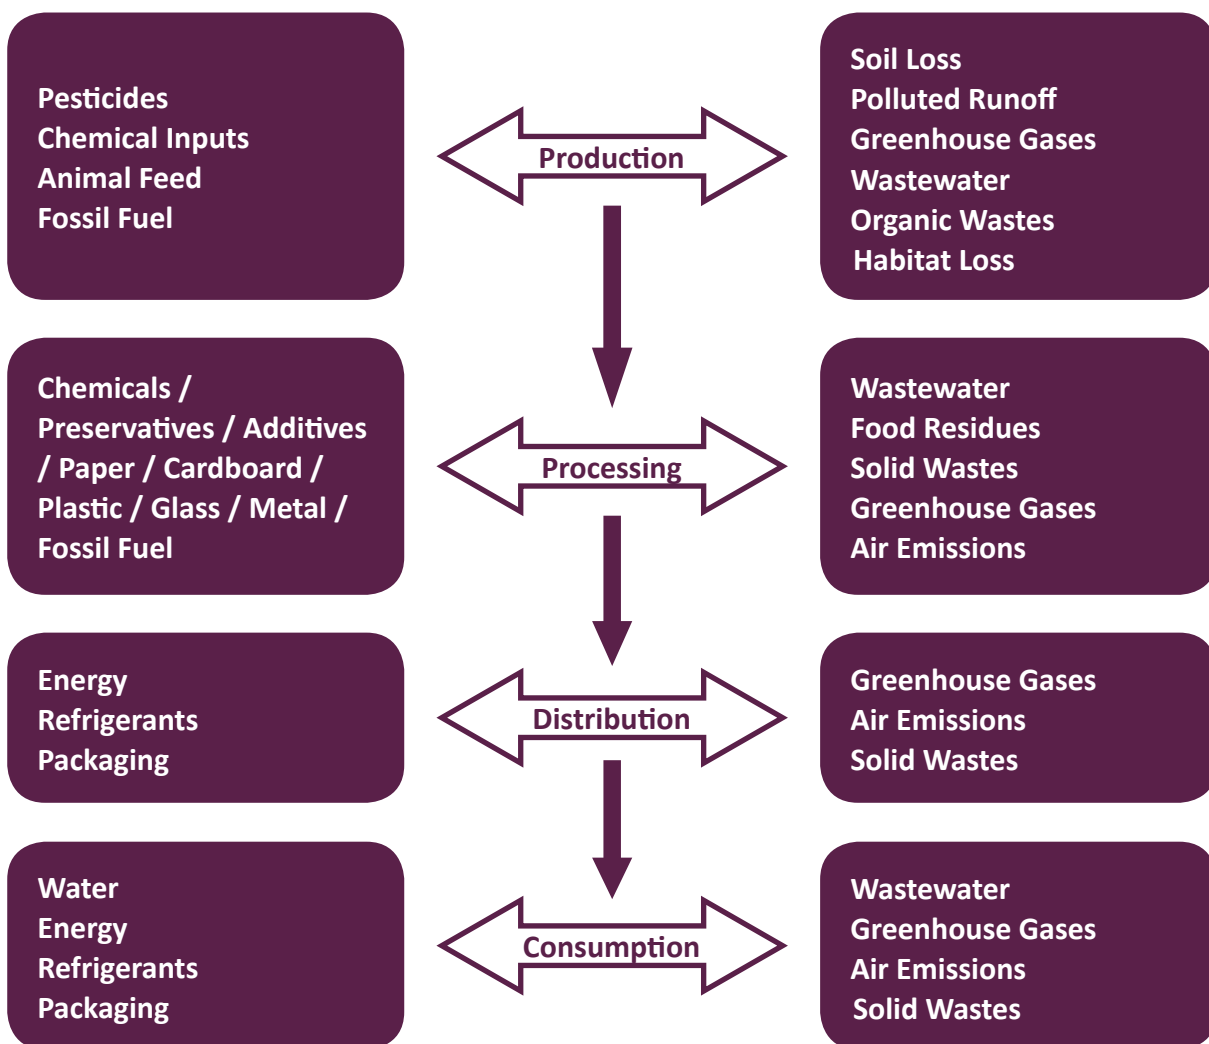 Pesticides
Chemical Inputs
Animal Feed
Fossil Fuel
Production
Soil Loss
Polluted Runoff
Greenhouse Gases
Wastewater
Organic Wastes
Habitat Loss
Chemicals /
Preservatives / Additives
/ Paper / Cardboard /
Plastic / Glass / Metal /
Fossil Fuel
Processing
Wastewater
Food Residues
Solid Wastes
Greenhouse Gases
Air Emissions
Energy
Refrigerants
Packaging
Distribution
Greenhouse Gases
Air Emissions
Solid Wastes
Water
Energy
Refrigerants
Packaging
Consumption
Wastewater
Greenhouse Gases
Air Emissions
Solid Wastes